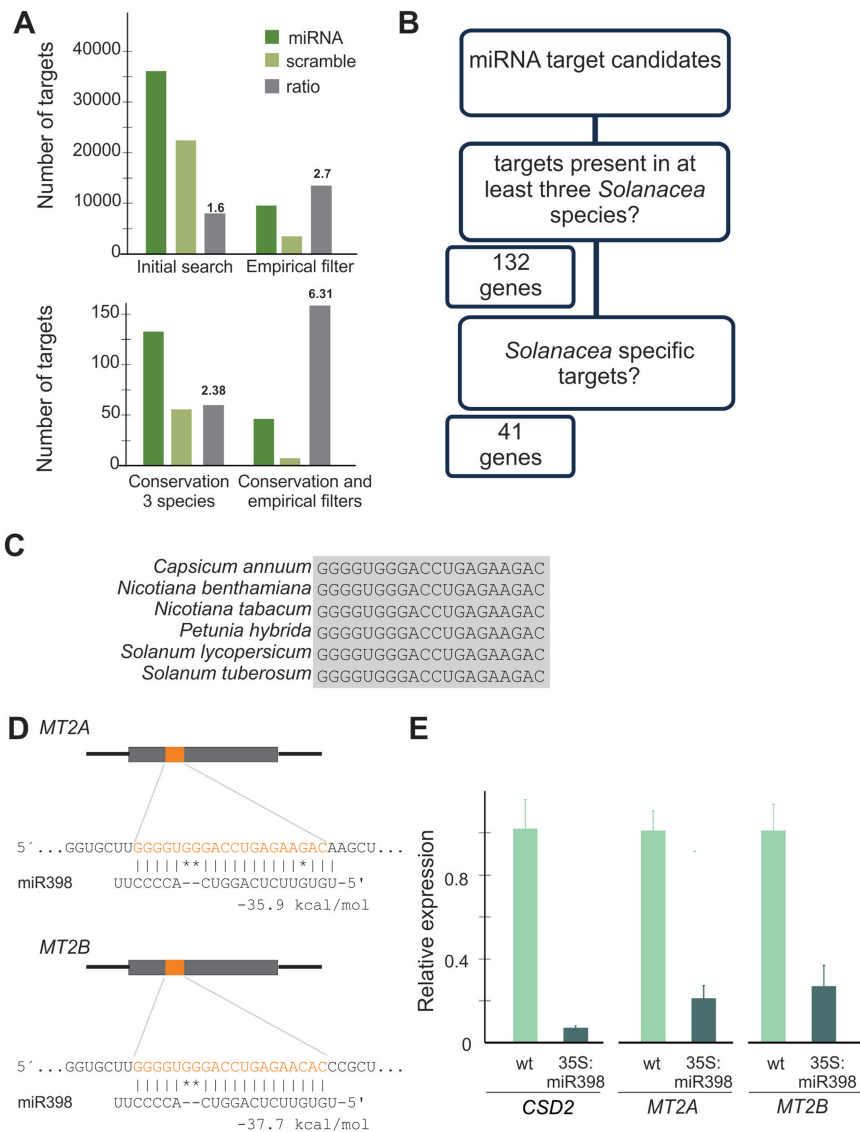 A
Number of targets
40000
30000
20000
10000
0
miRNA
scramble
ratio
1.6
2.7
Initial search
Empirical filter
Number of targets
150
100
50
0
2.38
6.31
Conservation
3 species
Conservation and
empirical filters
B
miRNA target candidates
targets present in at
least three Solanacea
species?
132
genes
Solanacea specific
targets?
41
genes
C
Capsicum annuum GGGGUGGGACCUGAGAAGAC
Nicotiana benthamiana GGGGUGGGACCUGAGAAGAC
Nicotiana tabacum GGGGUGGGACCUGAGAAGAC
Petunia hybrida GGGGUGGGACCUGAGAAGAC
Solanum lycopersicum GGGGUGGGACCUGAGAAGAC
Solanum tuberosum GGGGUGGGACCUGAGAAGAC
D
MT2A
5´...GGUGCUUGGGGUGGGACCUGAGAAGACAAGCU...
|||||**||||||||||*|||
miR398 UUCCCCA--CUGGACUCUUGUGU-5'
-35.9 kcal/mol
MT2B
5´...GGUGCUUGGGGUGGGACCUGAGAACACCCGCU...
|||||**|||||||||||||
miR398 UUCCCCA--CUGGACUCUUGUGU-5'
-37.7 kcal/mol
E
Relative expression
0.8
0.4
0
wt
35S:
miR398
wt
35S:
miR398
wt
35S:
miR398
CSD2
MT2A
MT2B